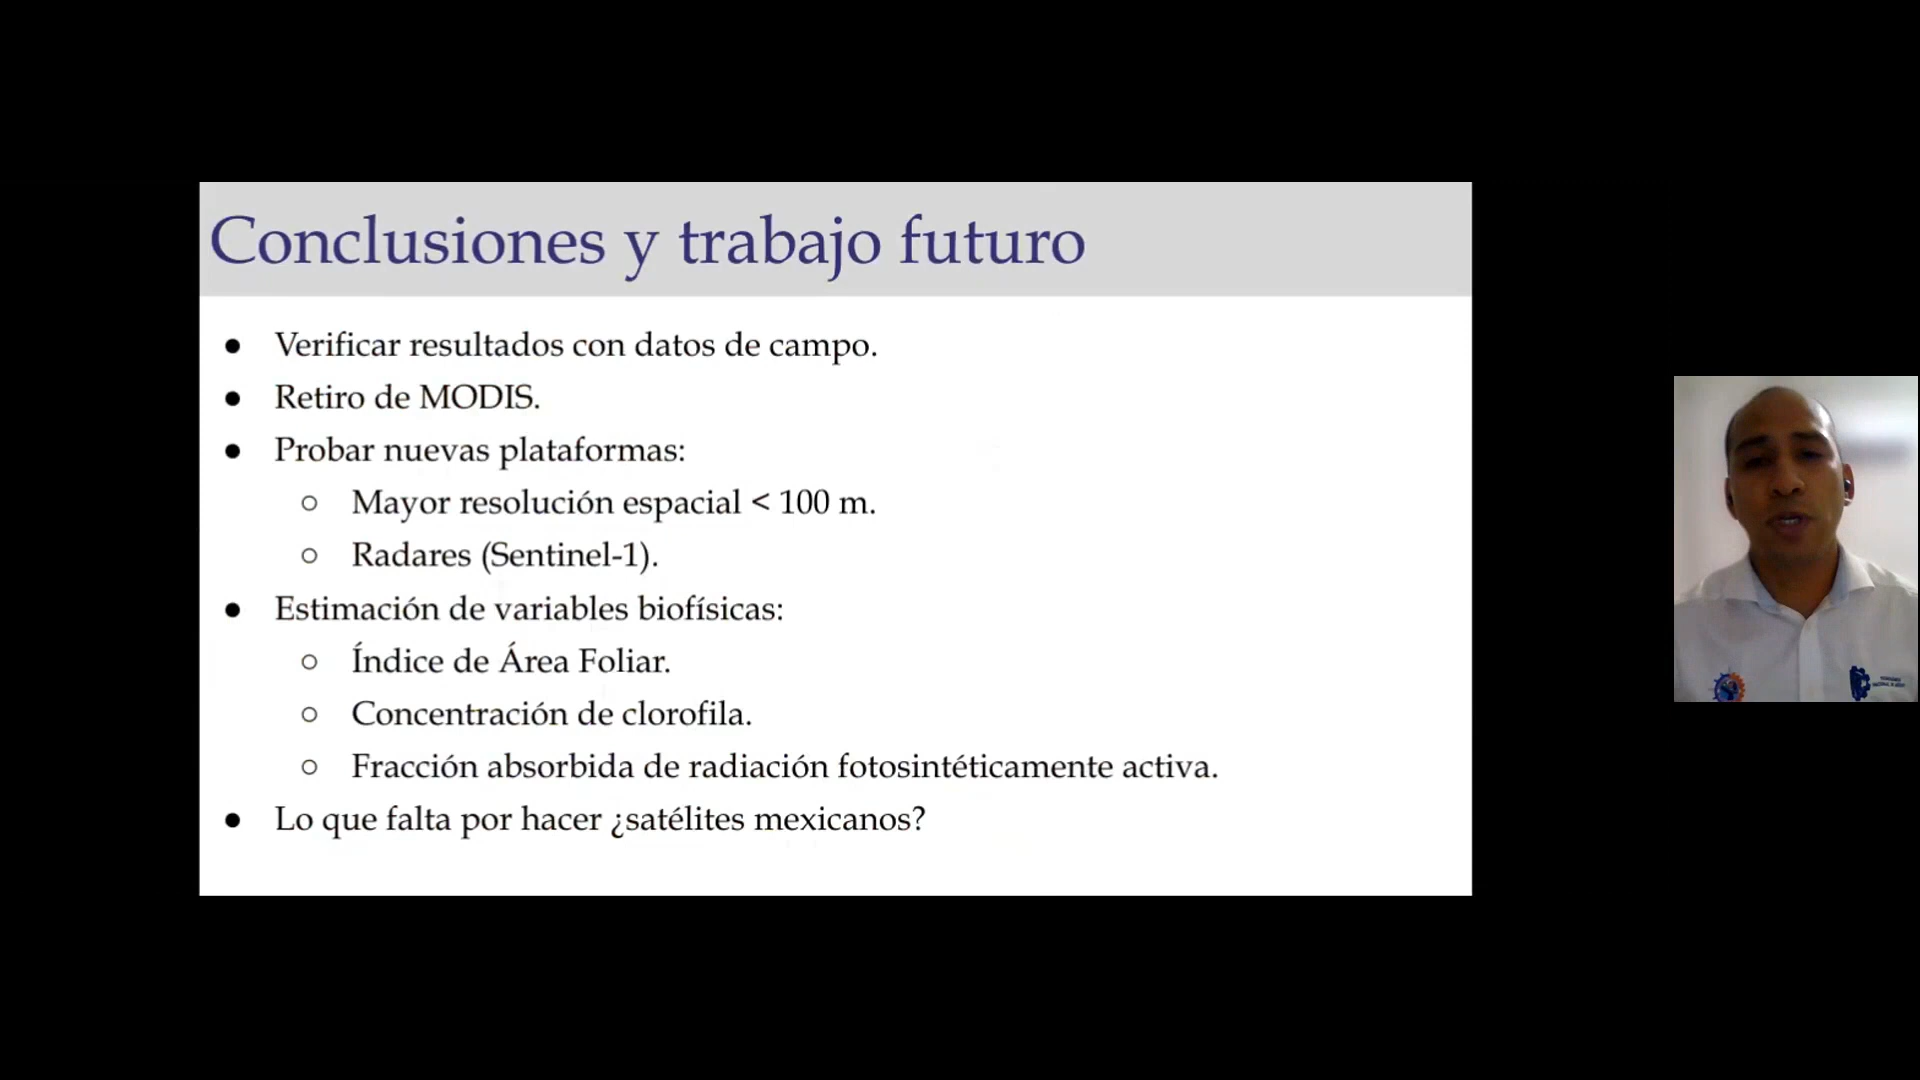 Conclusiones y trabajo futuro
● Verificar resultados con datos de campo.
● Retiro de MODIS.
● Probar nuevas plataformas:
○ Mayor resolución espacial < 100 m.
○ Radares (Sentinel-1).
● Estimación de variables biofísicas:
○ Índice de Área Foliar.
○ Concentración de clorofila.
○ Fracción absorbida de radiación fotosintéticamente activa.
● Lo que falta por hacer ¿satélites mexicanos?